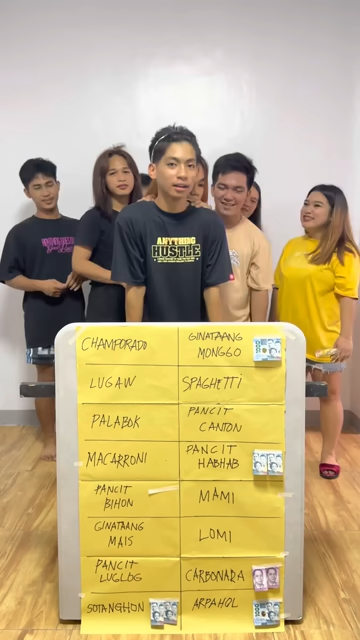 ANYTHING
HUSTLE
CHAMPORADO
GINATAANG
MONGGO
LUGAW
SPAGHETTI
PALABOK
PANCIT
CANTON
MACARRONI
PANCIT
HABHAB
PANCIT
BIHON
MAMI
GINATAANG
MAIS
LOMI
PANCIT
LUGLOG
CARBONARA
SOTANGHON
ARPAHOL